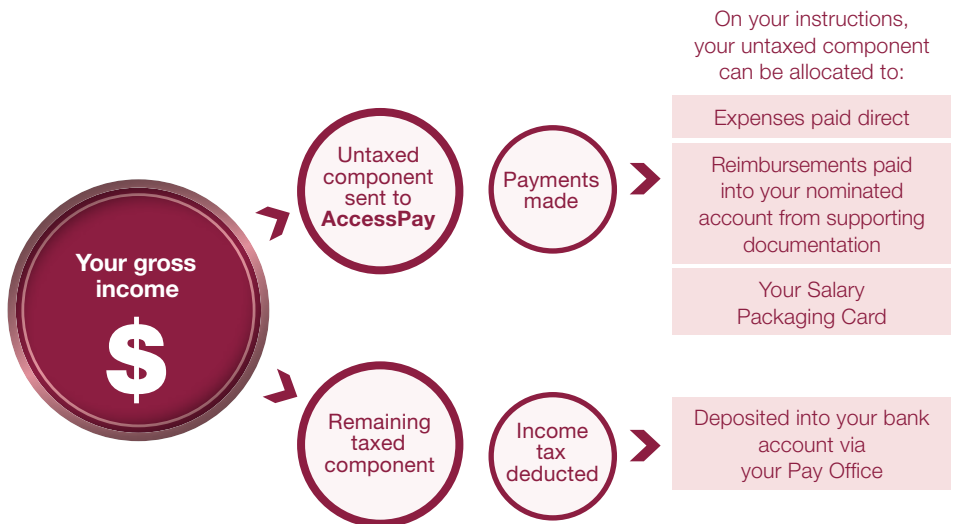 On your instructions,
your untaxed component
can be allocated to:
Your gross
income
$
Untaxed
component
sent to
AccessPay
Payments
made
Expenses paid direct
Reimbursements paid
into your nominated
account from supporting
documentation
Your Salary
Packaging Card
Remaining
taxed
component
Income
tax
deducted
Deposited into your bank
account via
your Pay Office